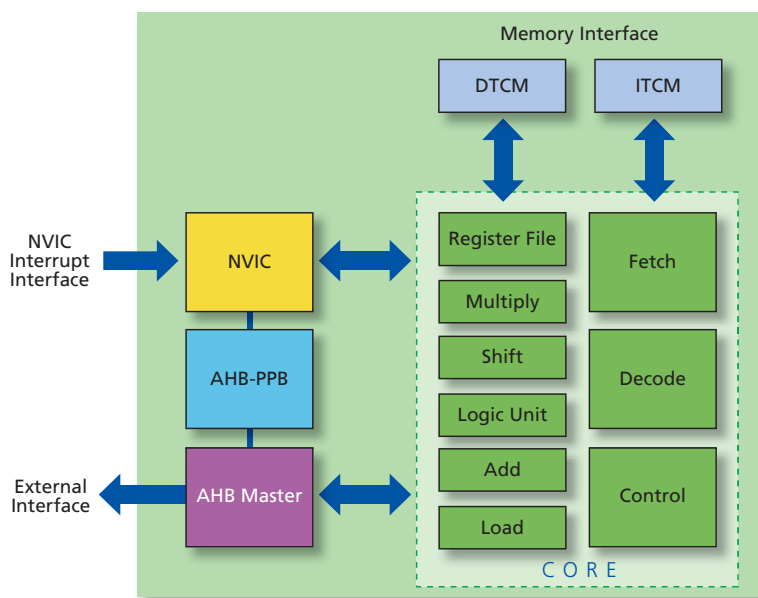 Memory Interface
DTCM
ITCM
NVIC
Interrupt
Interface
NVIC
Register File
Fetch
Multiply
AHB-PPB
Shift
Decode
Logic Unit
External
Interface
AHB Master
Add
Control
Load
CORE